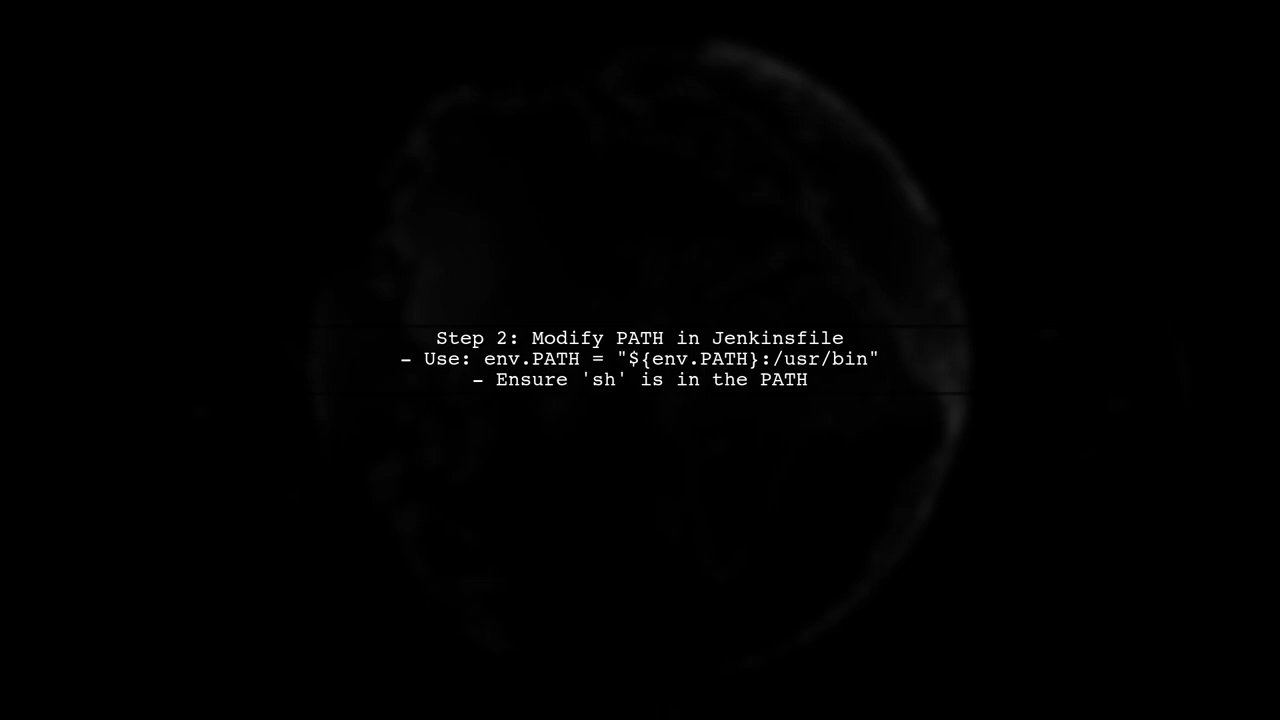 Step 2: Modify PATH in Jenkinsfile
- Use: env.PATH = "${env.PATH}:/usr/bin"
- Ensure 'sh' is in the PATH